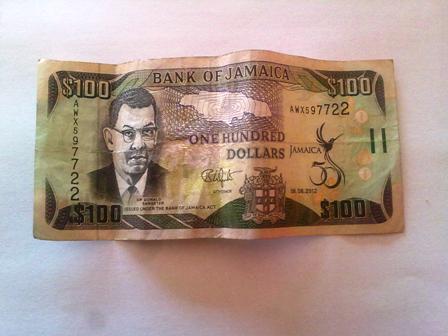 BANK OF JAMAICA
$100
$100
AWX597722
AWX597722
ONE HUNDRED
DOLLARS
JAMAICA
50
GOVERNOR
06.08.2012
SIR DONALD
SANGSTER
ISSUED UNDER THE BANK OF JAMAICA ACT
$100
$100